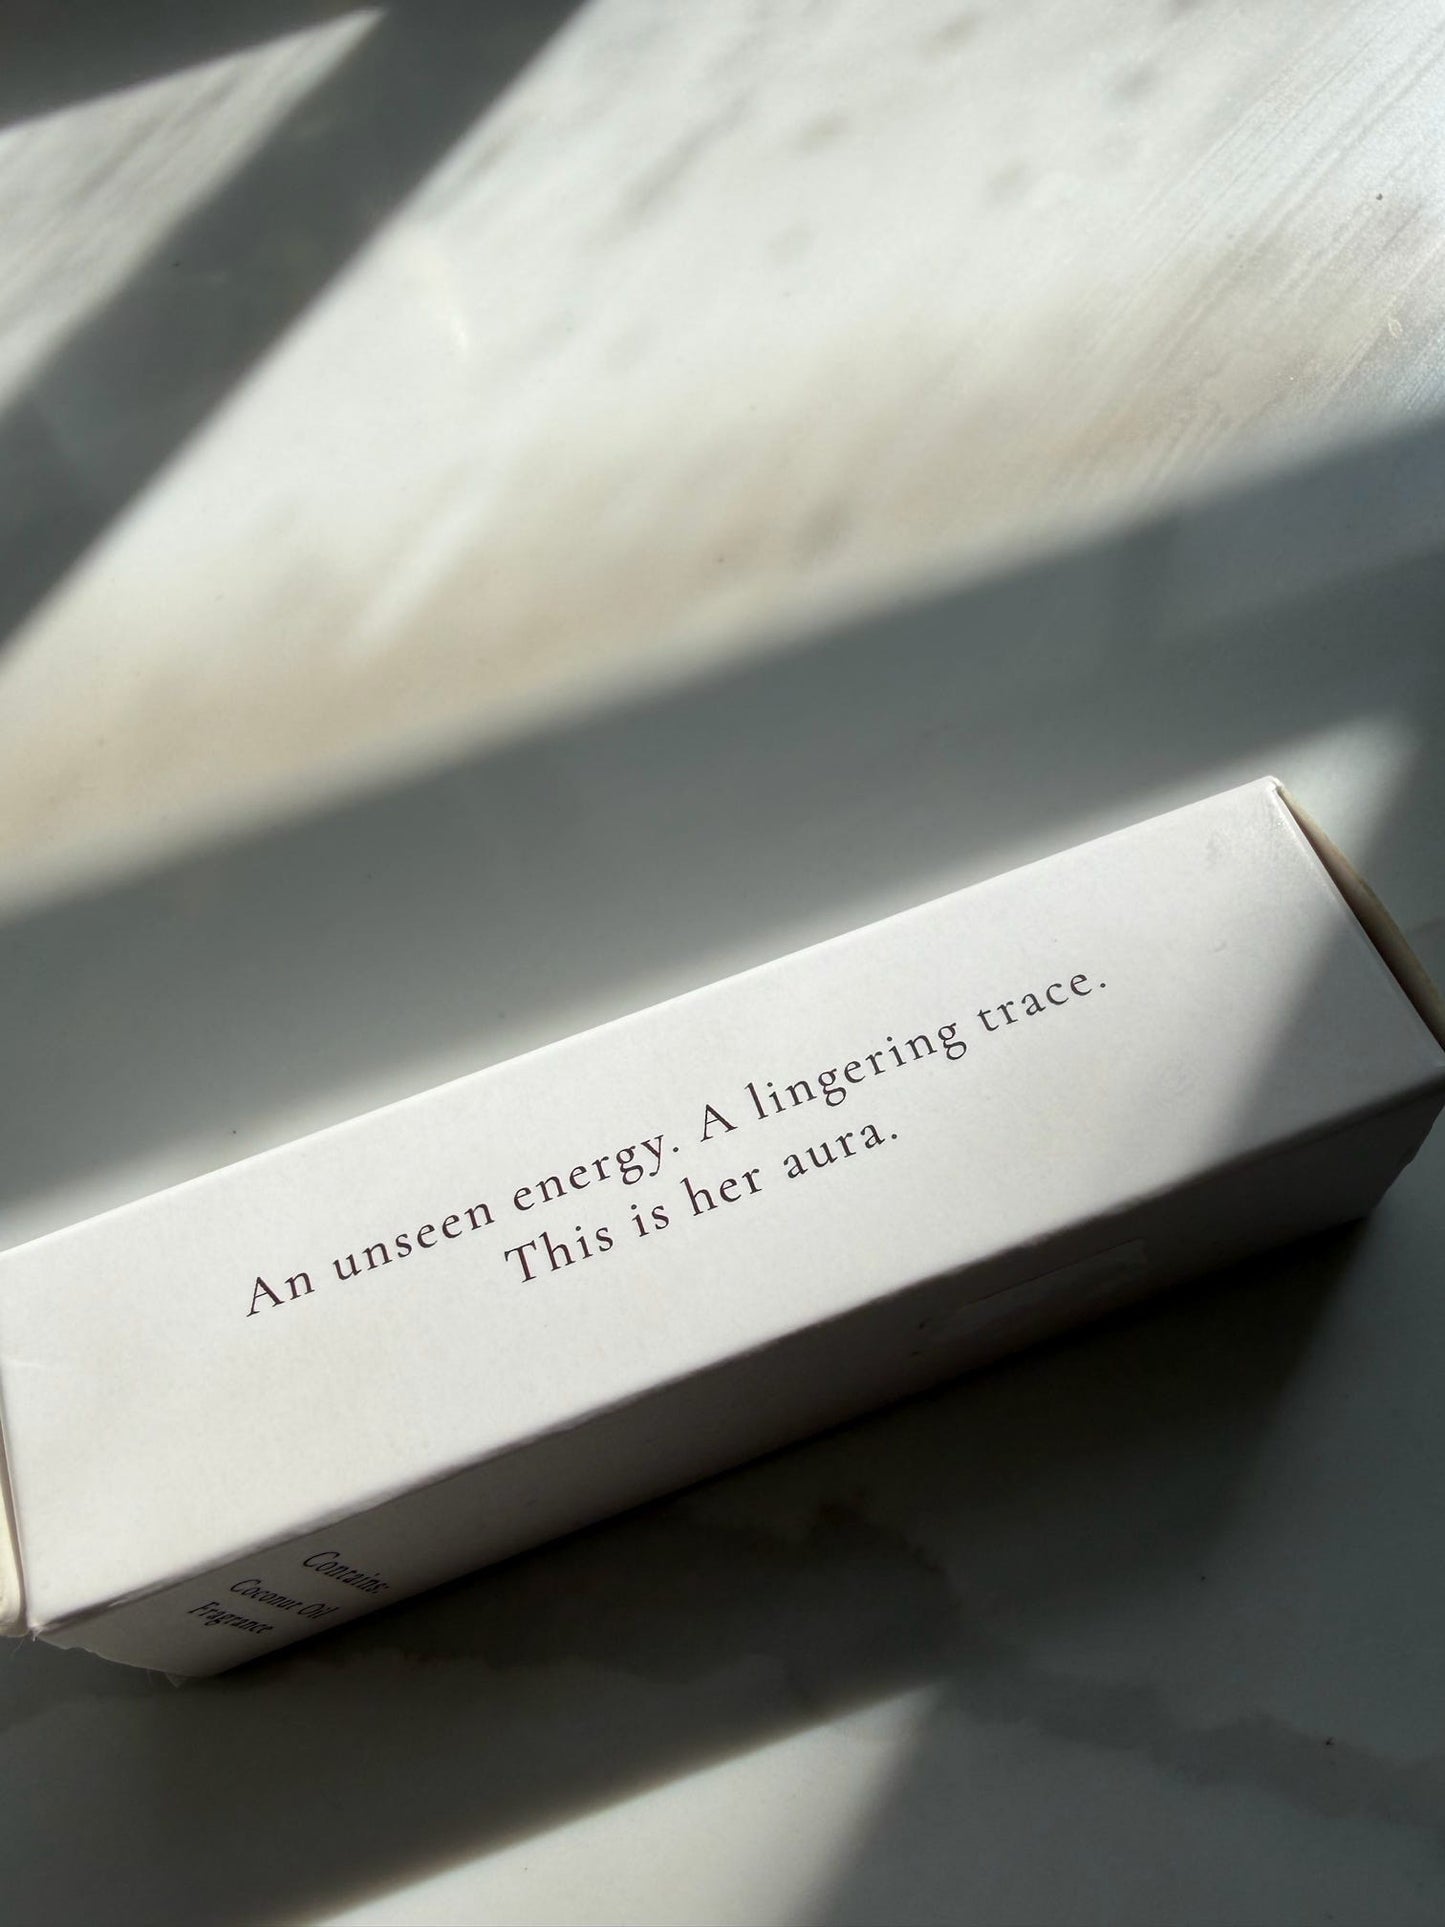 An unseen energy. A lingering trace.
This is her aura.
Contains:
Coconut Oil
Fragrance